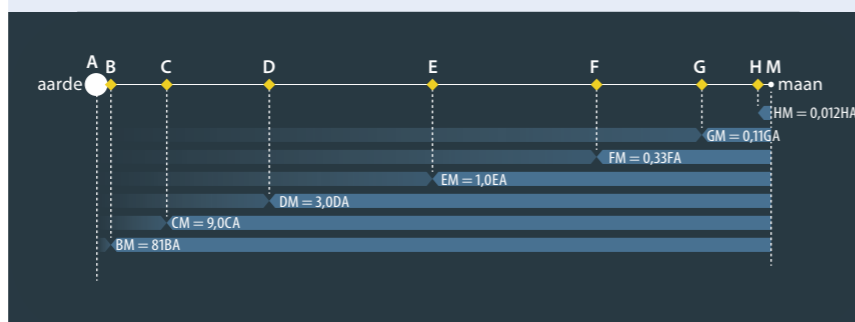 A B C D E F G H M
aarde maan
HM = 0,012HA
GM = 0,11GA
FM = 0,33FA
EM = 1,0EA
DM = 3,0DA
CM = 9,0CA
BM = 81BA